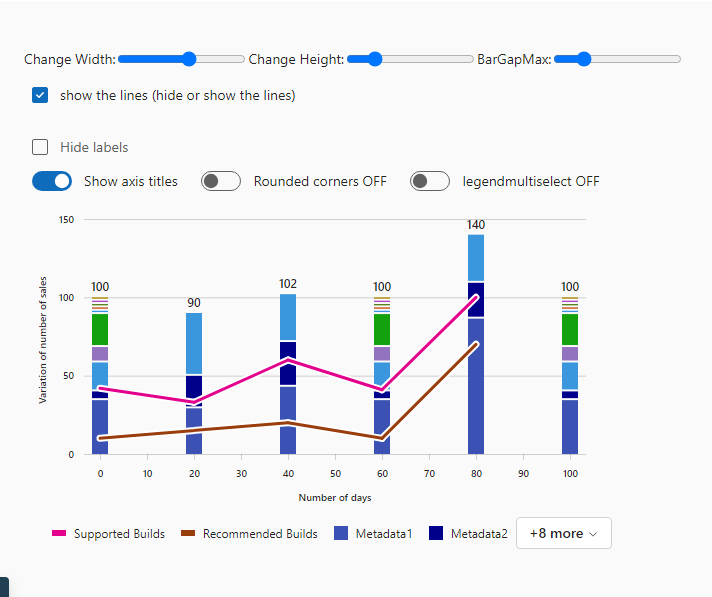 Change Width: Change Height: BarGapMax:
show the lines (hide or show the lines)
Hide labels
Show axis titles Rounded corners OFF legendmultiselect OFF
150
140
102
100 100 100 100
90
50
0
Variation of number of sales
0 10 20 30 40 50 60 70 80 90 100
Number of days
Supported Builds Recommended Builds Metadata1 Metadata2 +8 more